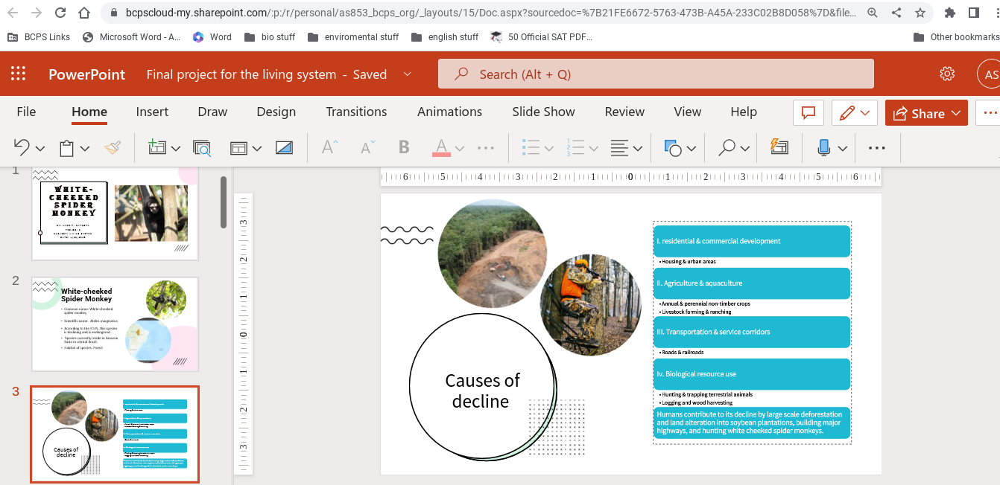 bcpscloud-my.sharepoint.com/:p:/r/personal/as853_bcps_org/_layouts/15/Doc.aspx?sourcedoc=%7B21FE6672-5763-473B-A45A-233C02B8D058%7D&file...
BCPS Links Microsoft Word - A... Word bio stuff enviromental stuff english stuff 50 Official SAT PDF... Other bookmarks
PowerPoint Final project for the living system - Saved Search (Alt + Q) AS
File Home Insert Draw Design Transitions Animations Slide Show Review View Help Share
1
WHITE-
CHEEKED
SPIDER
MONKEY
2
White-cheeked
Spider Monkey
• Common name: White-cheeked
spider monkey
• Scientific name: Ateles marginatus
• According to the ICUN, this species
is declining and is endangered.
• Species currently reside in Amazon
Basin in central Brazil.
• Habitat of species: Forest
3
Causes of
decline
6 5 4 3 2 1 0 1 2 3 4 5 6
3
2
1
0
1
2
3
Causes of
decline
I. residential & commercial development
• Housing & urban areas
II. Agriculture & aquaculture
• Annual & perennial non-timber crops
• Livestock farming & ranching
III. Transportation & service corridors
• Roads & railroads
Iv. Biological resource use
• Hunting & trapping terrestrial animals
• Logging and wood harvesting
Humans contribute to its decline by large scale deforestation
and land alteration into soybean plantations, building major
highways, and hunting white cheeked spider monkeys.